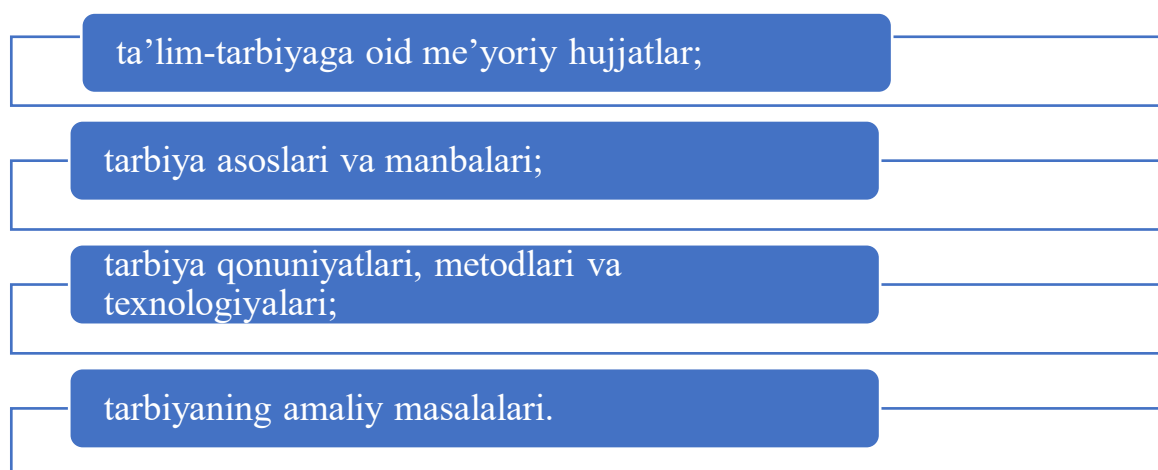 ta’lim-tarbiyaga oid me’yoriy hujjatlar;
tarbiya asoslari va manbalari;
tarbiya qonuniyatlari, metodlari va
texnologiyalari;
tarbiyaning amaliy masalalari.